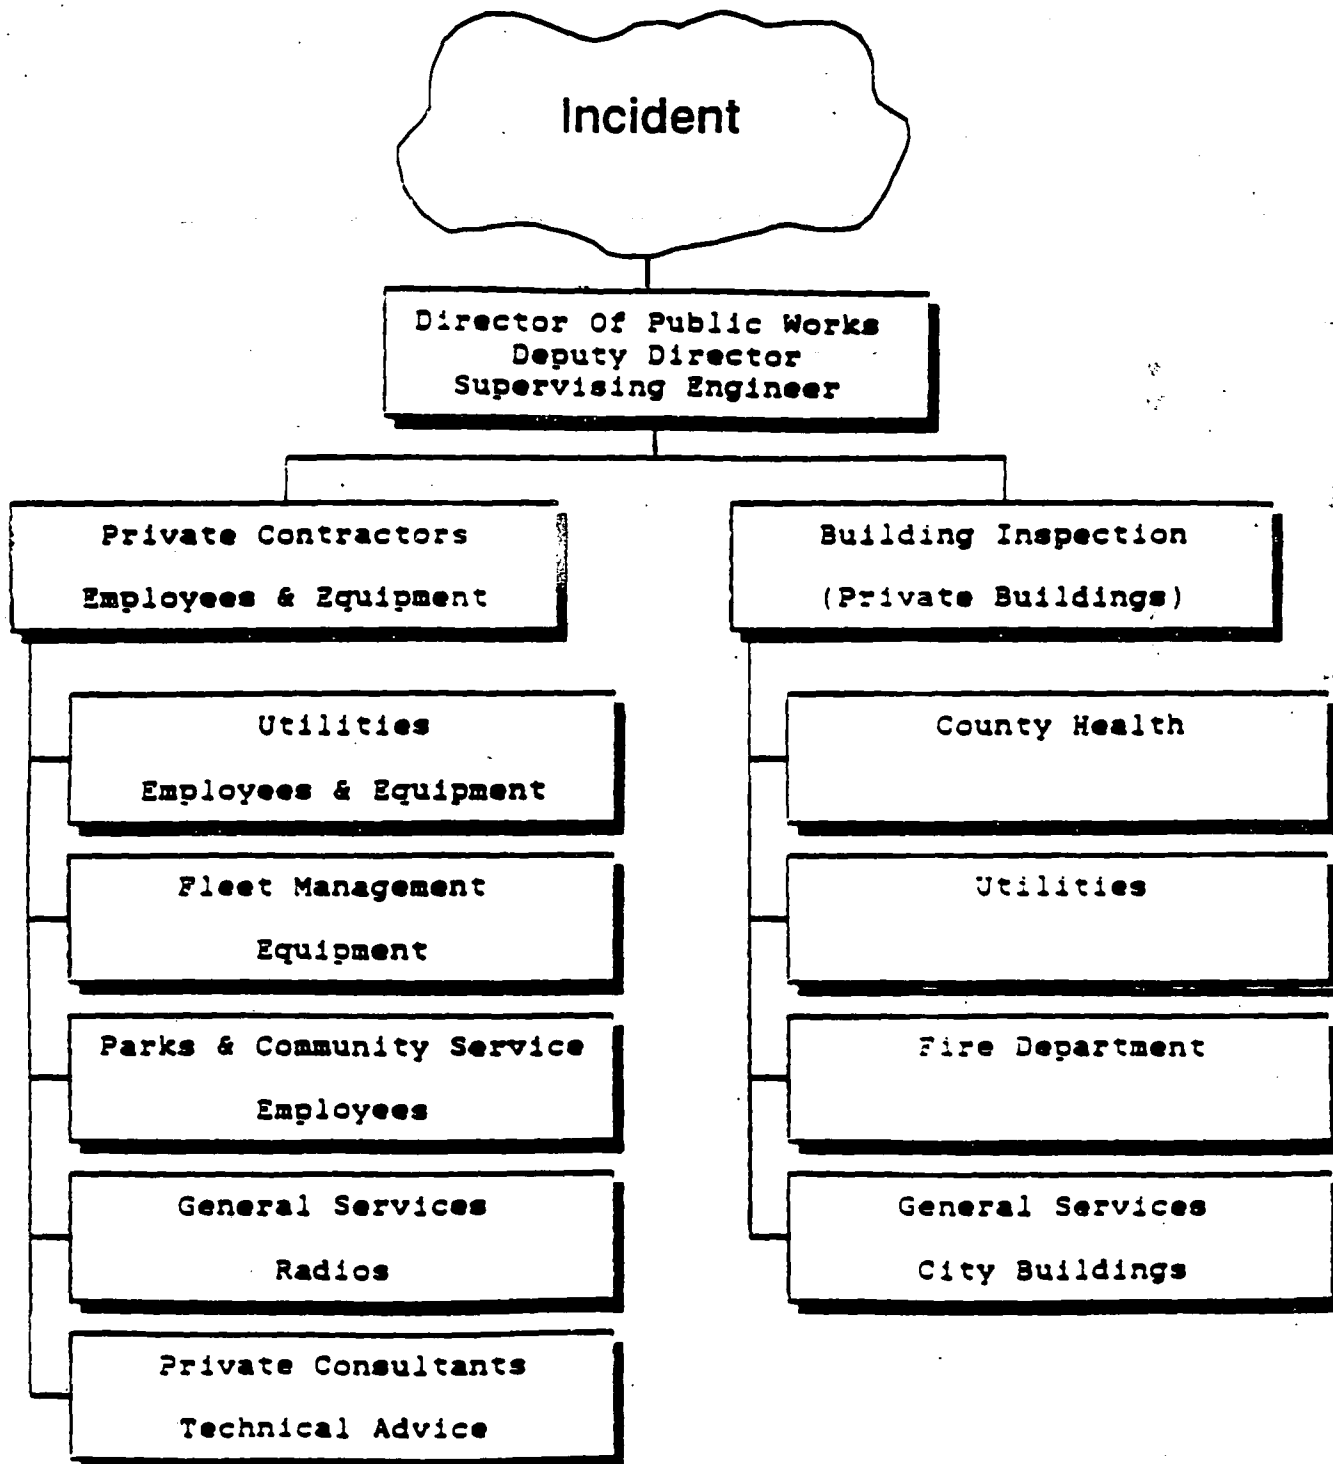 Incident
Director Of Public Works
Deputy Director
Supervising Engineer
Private Contractors
Employees & Equipment
Utilities
Employees & Equipment
Fleet Management
Equipment
Parks & Community Service
Employees
General Services
Radios
Private Consultants
Technical Advice
Building Inspection
(Private Buildings)
County Health
Utilities
Fire Department
General Services
City Buildings